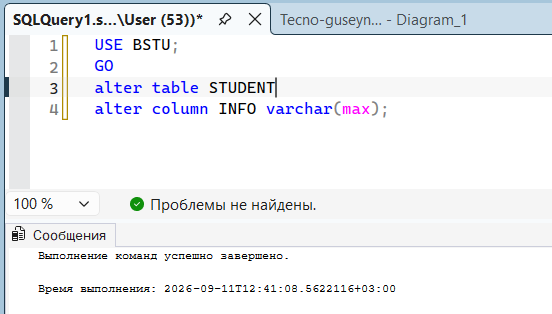 SQLQuery1.s...\User (53))*
Tecno-guseyn... - Diagram_1
1 USE BSTU;
2 GO
3 alter table STUDENT
4 alter column INFO varchar(max);
100 %
Проблемы не найдены.
Сообщения
Выполнение команд успешно завершено.
Время выполнения: 2026-09-11T12:41:08.5622116+03:00